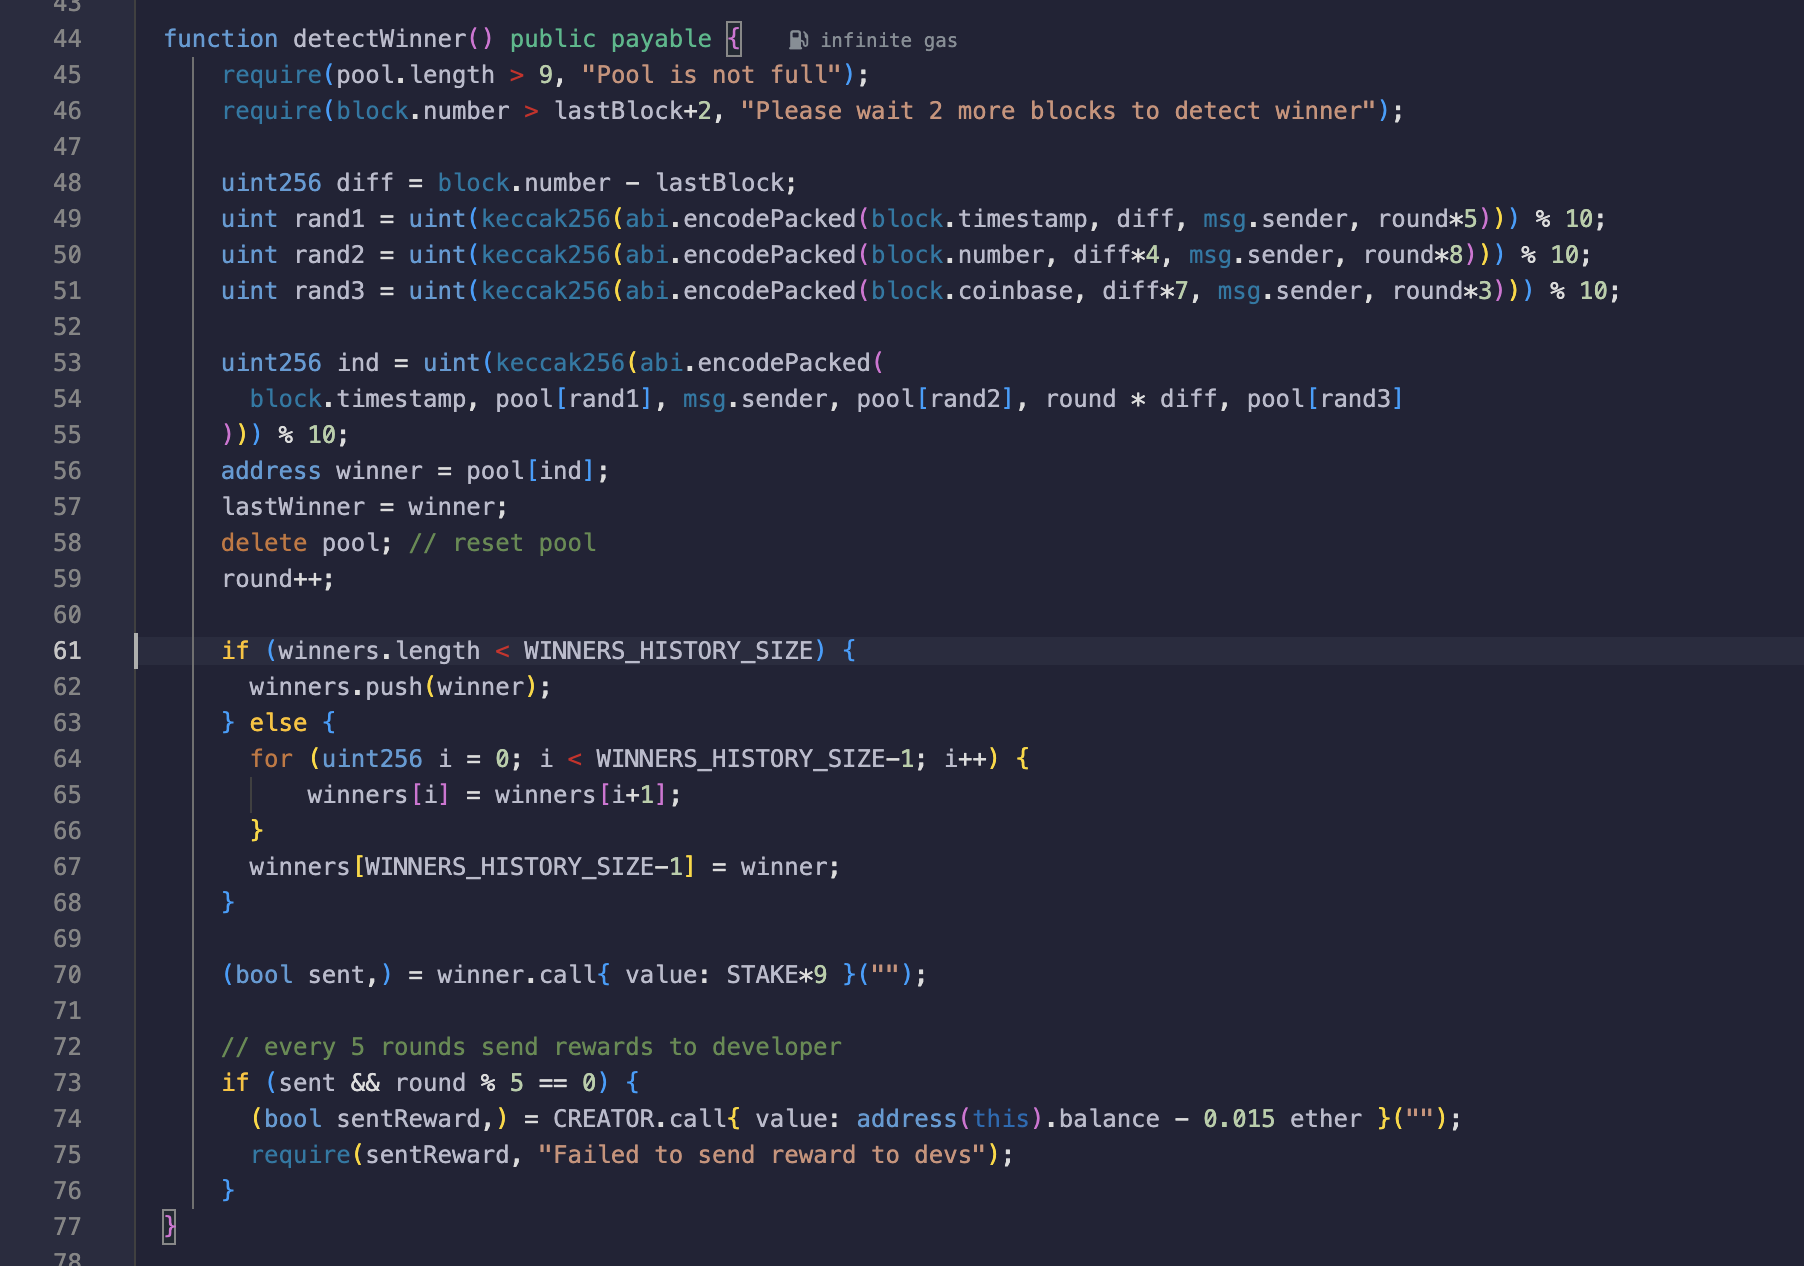 43
44 function detectWinner() public payable { infinite gas
45 require(pool.length > 9, "Pool is not full");
46 require(block.number > lastBlock+2, "Please wait 2 more blocks to detect winner");
47
48 uint256 diff = block.number - lastBlock;
49 uint rand1 = uint(keccak256(abi.encodePacked(block.timestamp, diff, msg.sender, round*5))) % 10;
50 uint rand2 = uint(keccak256(abi.encodePacked(block.number, diff*4, msg.sender, round*8))) % 10;
51 uint rand3 = uint(keccak256(abi.encodePacked(block.coinbase, diff*7, msg.sender, round*3))) % 10;
52
53 uint256 ind = uint(keccak256(abi.encodePacked(
54 block.timestamp, pool[rand1], msg.sender, pool[rand2], round * diff, pool[rand3]
55 ))) % 10;
56 address winner = pool[ind];
57 lastWinner = winner;
58 delete pool; // reset pool
59 round++;
60
61 if (winners.length < WINNERS_HISTORY_SIZE) {
62 winners.push(winner);
63 } else {
64 for (uint256 i = 0; i < WINNERS_HISTORY_SIZE-1; i++) {
65 winners[i] = winners[i+1];
66 }
67 winners[WINNERS_HISTORY_SIZE-1] = winner;
68 }
69
70 (bool sent,) = winner.call{ value: STAKE*9 }("");
71
72 // every 5 rounds send rewards to developer
73 if (sent && round % 5 == 0) {
74 (bool sentReward,) = CREATOR.call{ value: address(this).balance - 0.015 ether }("");
75 require(sentReward, "Failed to send reward to devs");
76 }
77 }
78